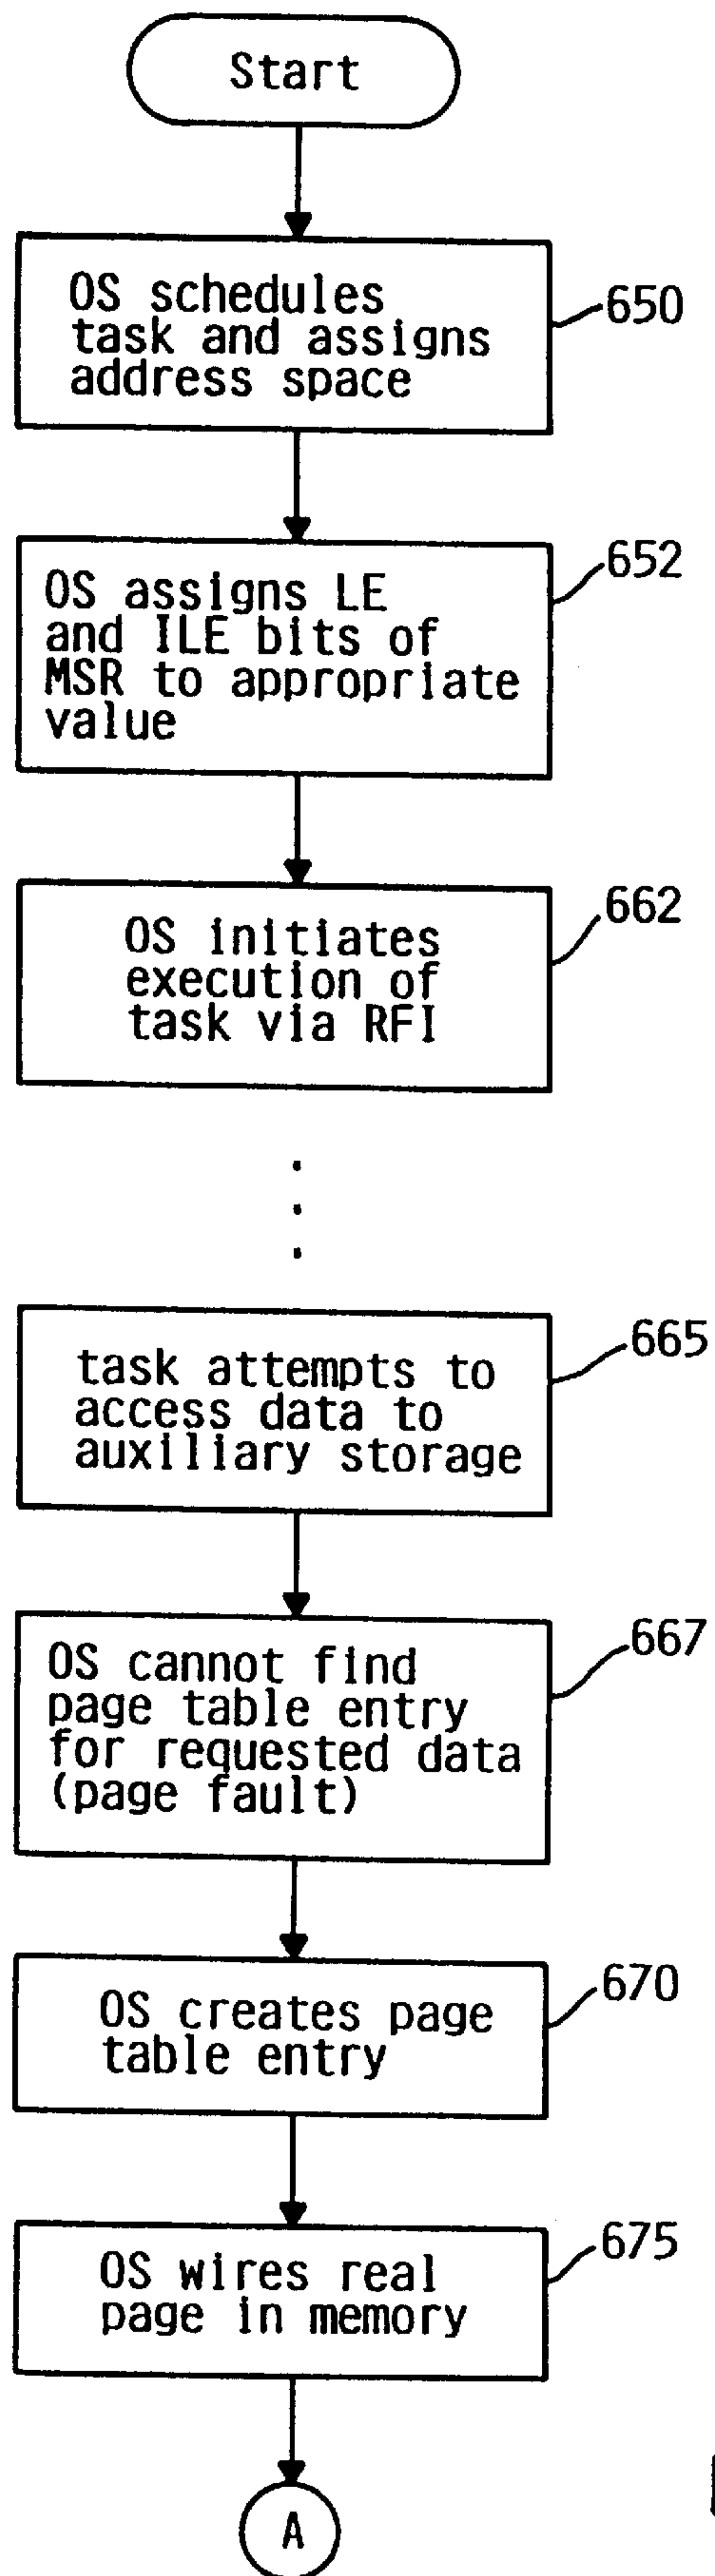 Start
OS schedules
task and assigns
address space
650
OS assigns LE
and ILE bits of
MSR to appropriate
value
652
OS initiates
execution of
task via RFI
662
task attempts to
access data to
auxiliary storage
665
OS cannot find
page table entry
for requested data
(page fault)
667
OS creates page
table entry
670
OS wires real
page in memory
675
A